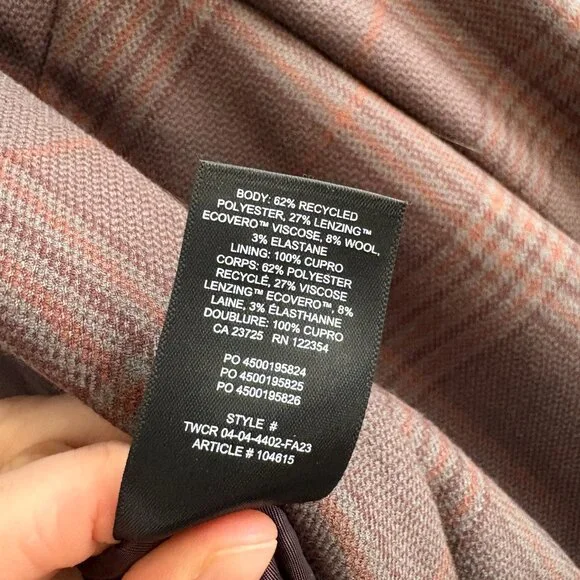 BODY: 62% RECYCLED
POLYESTER, 27% LENZING™
ECOVERO™ VISCOSE, 8% WOOL,
3% ELASTANE
LINING: 100% CUPRO
CORPS: 62% POLYESTER
RECYCLÉ, 27% VISCOSE
LENZING™ ECOVERO™, 8%
LAINE, 3% ÉLASTHANNE
DOUBLURE: 100% CUPRO
CA 23725 RN 122354
PO 4500195824
PO 4500195825
PO 4500195826
STYLE #
TWCR 04-04-4402-FA23
ARTICLE # 104815